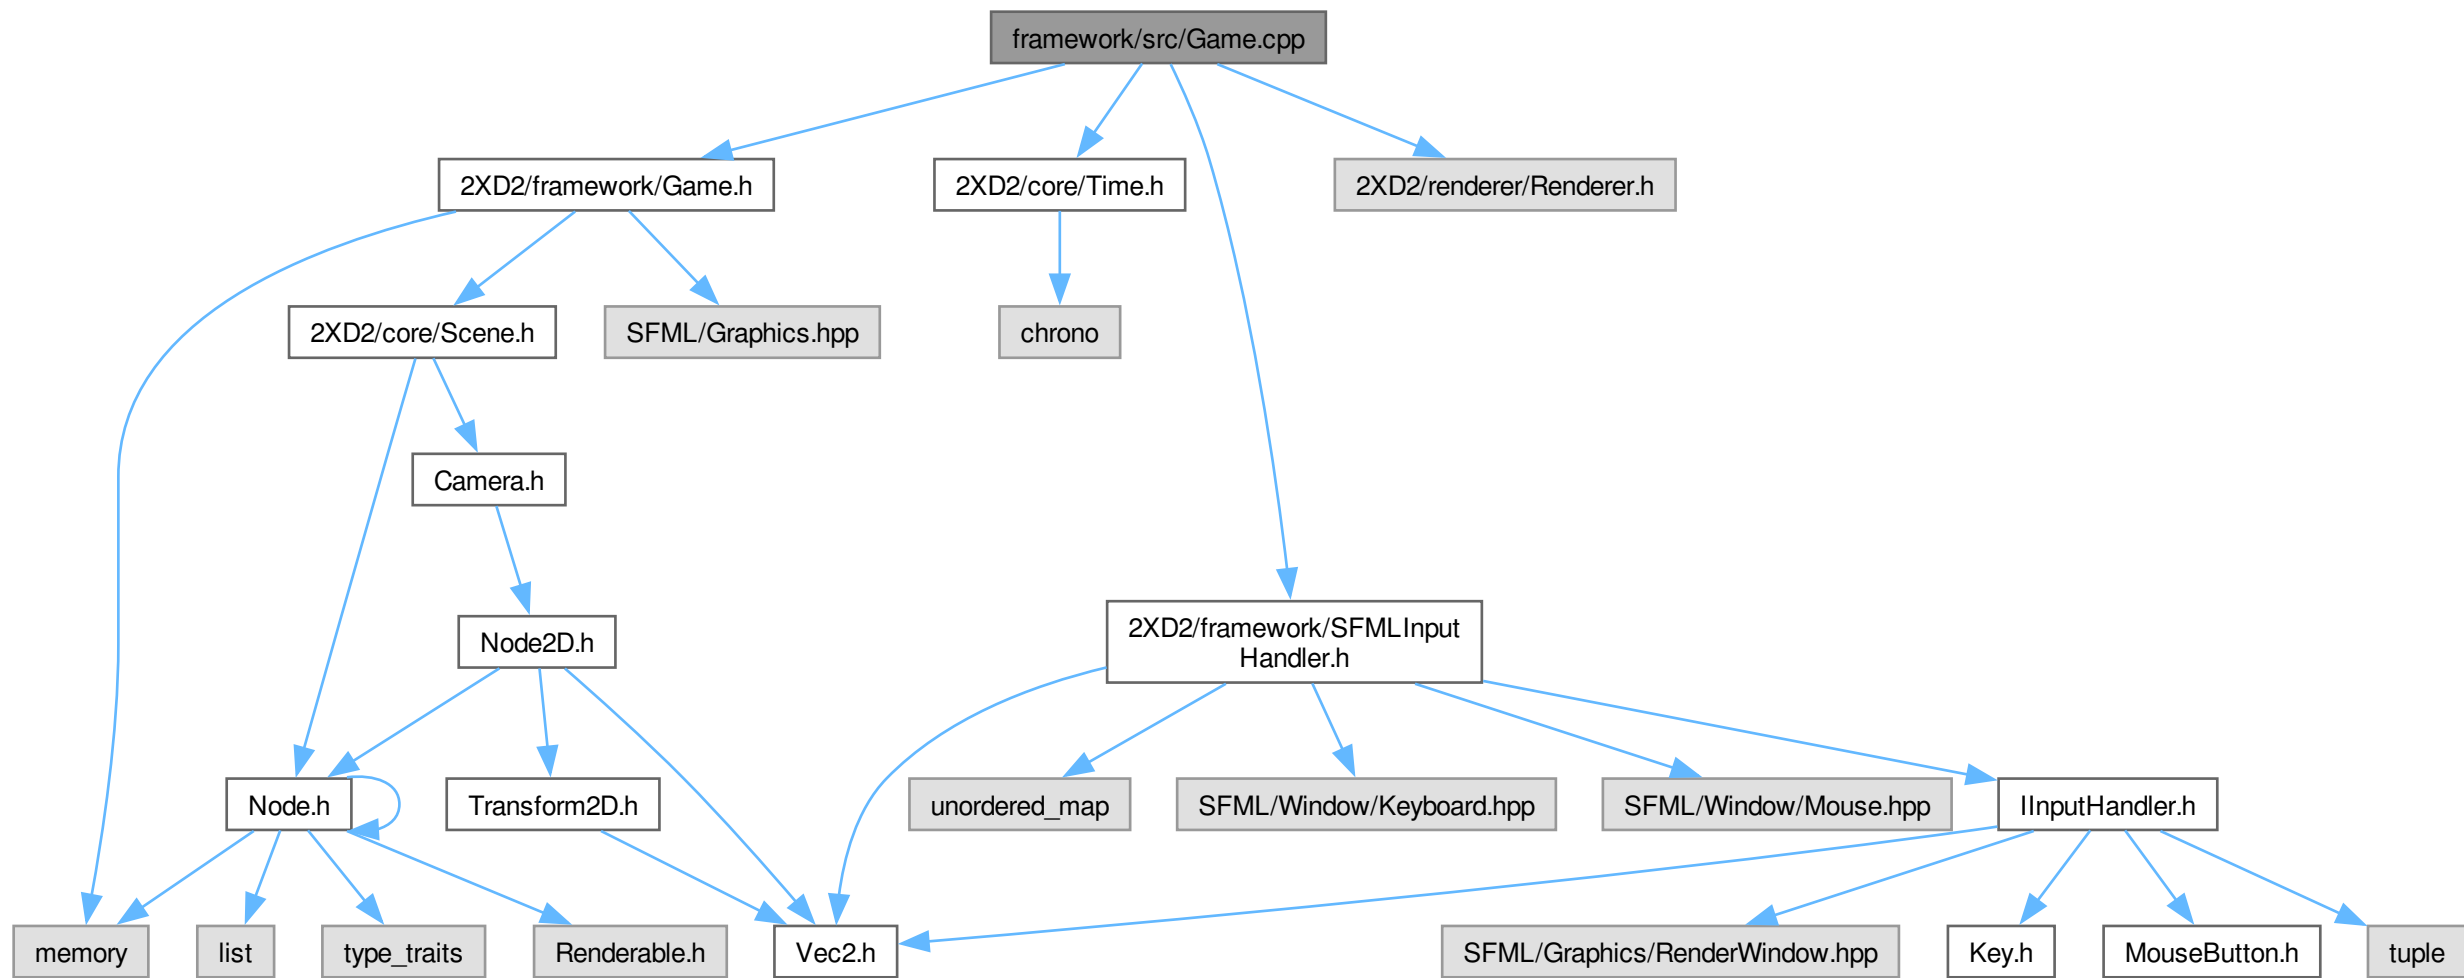 framework/src/Game.cpp
2XD2/framework/Game.h
2XD2/core/Time.h
2XD2/renderer/Renderer.h
2XD2/core/Scene.h
SFML/Graphics.hpp
chrono
Camera.h
Node2D.h
2XD2/framework/SFMLInput
Handler.h
Node.h
Transform2D.h
unordered_map
SFML/Window/Keyboard.hpp
SFML/Window/Mouse.hpp
IInputHandler.h
memory
list
type_traits
Renderable.h
Vec2.h
SFML/Graphics/RenderWindow.hpp
Key.h
MouseButton.h
tuple